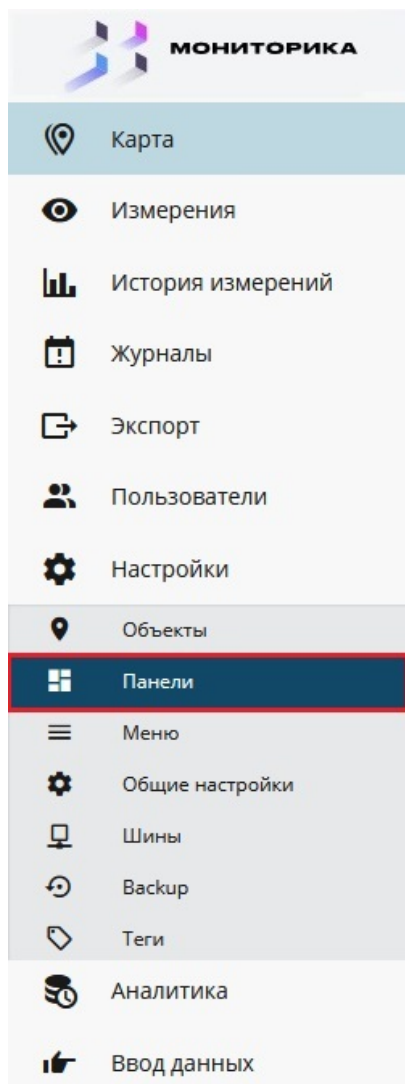 МОНИТОРИКА
Карта
Измерения
История измерений
Журналы
Экспорт
Пользователи
Настройки
Объекты
Панели
Меню
Общие настройки
Шины
Backup
Теги
Аналитика
Ввод данных